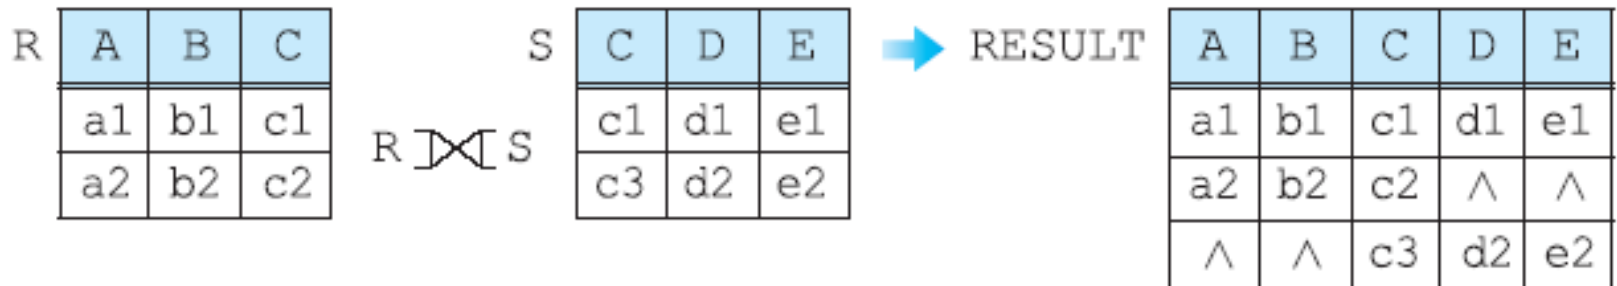 R A B C S C D E RESULT A B C D E
a1 b1 c1 c1 d1 e1 a1 b1 c1 d1 e1
R ⟗ S
a2 b2 c2 c3 d2 e2 a2 b2 c2 ∧ ∧
∧ ∧ c3 d2 e2